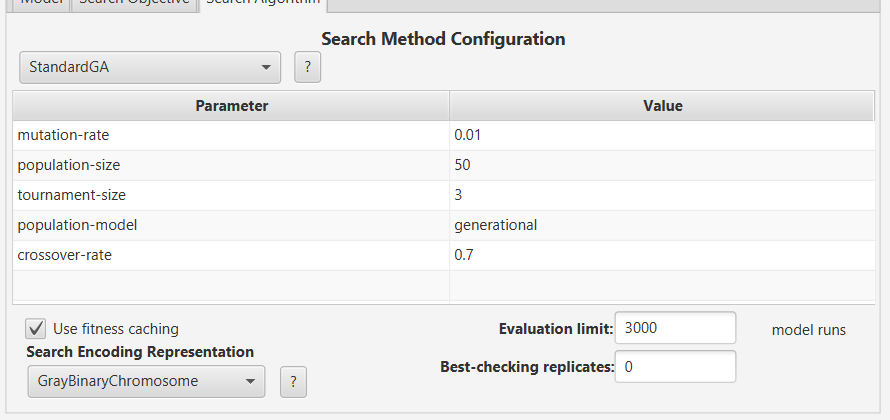 Model Search Objective Search Algorithm
Search Method Configuration
StandardGA ?
Parameter Value
mutation-rate 0.01
population-size 50
tournament-size 3
population-model generational
crossover-rate 0.7
Use fitness caching Evaluation limit: 3000 model runs
Search Encoding Representation
Best-checking replicates: 0
GrayBinaryChromosome ?